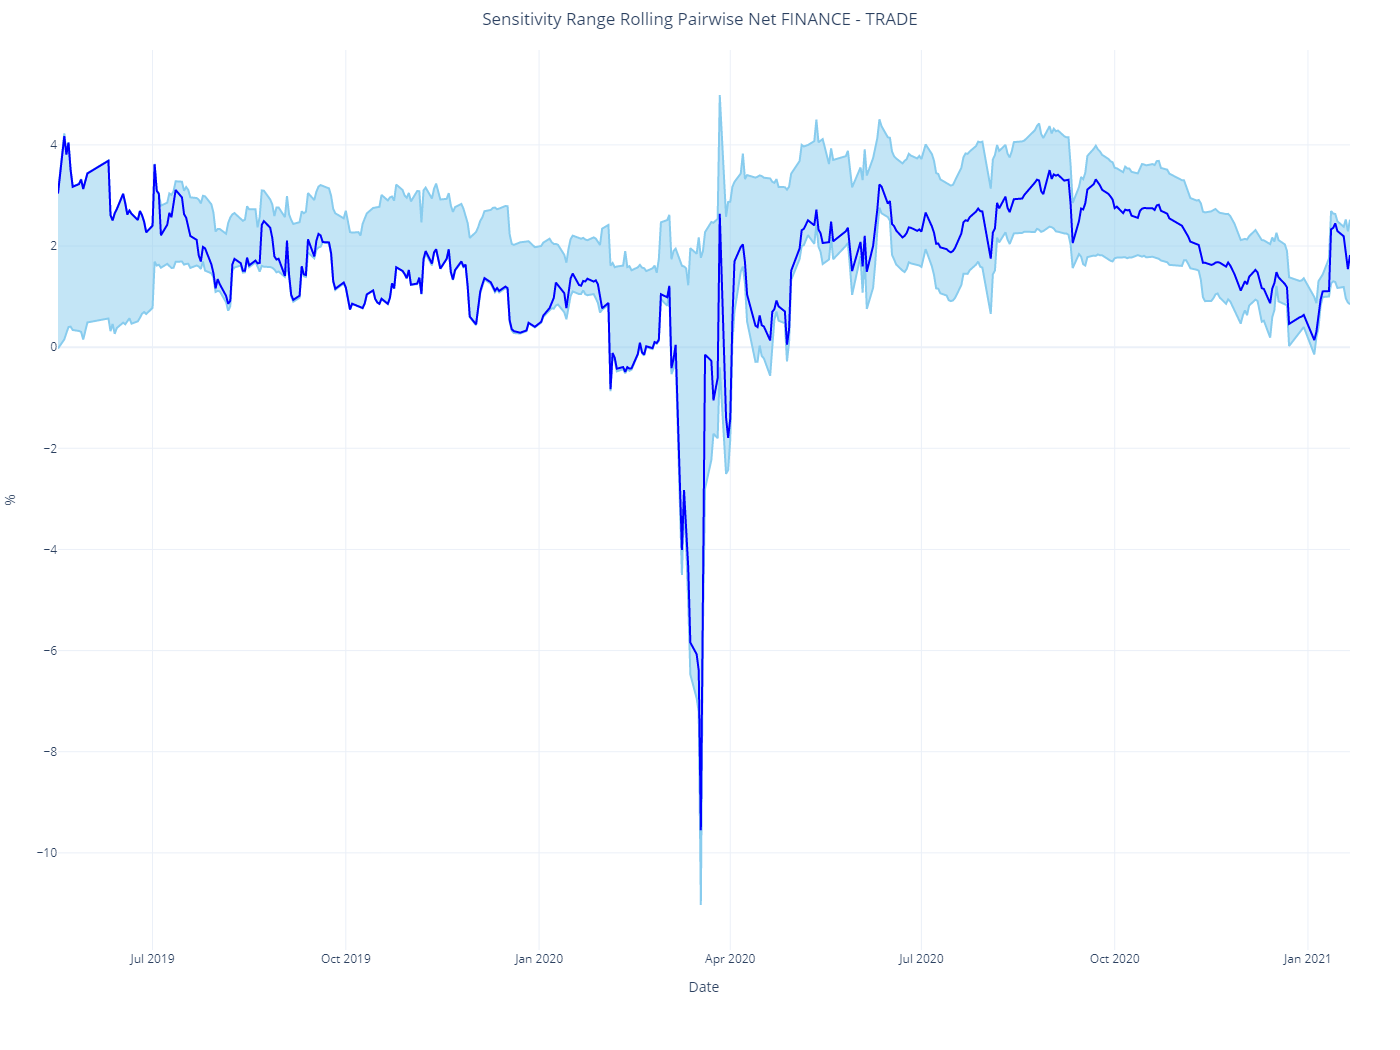 Sensitivity Range Rolling Pairwise Net FINANCE - TRADE
4
2
0
−2
−4
−6
−8
−10
%
Jul 2019
Oct 2019
Jan 2020
Apr 2020
Jul 2020
Oct 2020
Jan 2021
Date